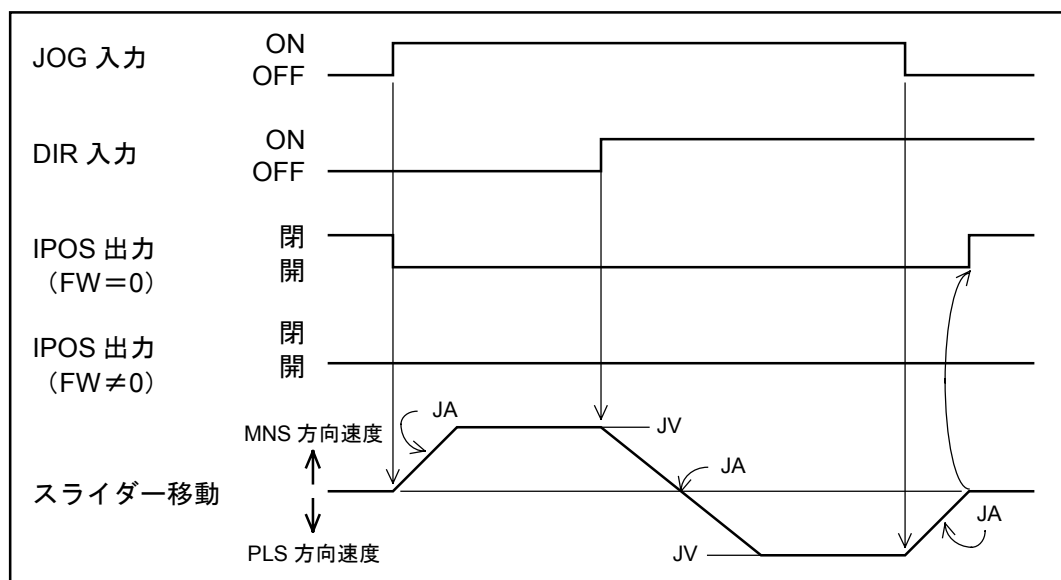 JOG 入力
ON
OFF
DIR 入力
ON
OFF
IPOS 出力
（FW＝0）
閉
開
IPOS 出力
（FW≠0）
閉
開
JA
MNS 方向速度
JV
JA
スライダー移動
JA
PLS 方向速度
JV